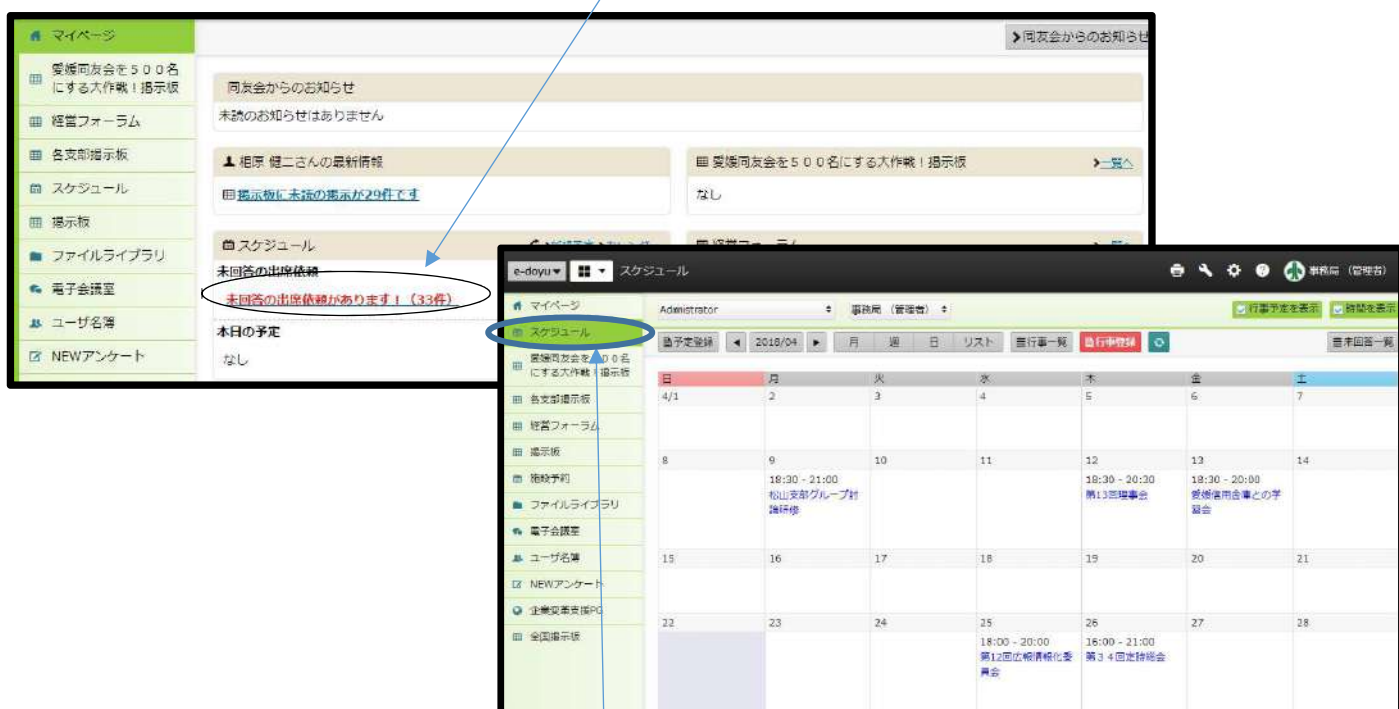 マイページ
愛媛同友会を５００名
にする大作戦！掲示板
経営フォーラム
各支部掲示板
スケジュール
掲示板
ファイルライブラリ
電子会議室
ユーザ名簿
NEWアンケート
同友会からのお知らせ
同友会からのお知らせ
未読のお知らせはありません
相原 健二さんの最新情報
掲示板に未読の掲示が29件です
愛媛同友会を５００名にする大作戦！掲示板
一覧へ
なし
スケジュール
未回答の出席依頼
未回答の出席依頼があります！（33件）
本日の予定
なし
e-doyu
スケジュール
事務局（管理者）
マイページ
スケジュール
愛媛同友会を５００名
にする大作戦！掲示板
各支部掲示板
経営フォーラム
掲示板
施設予約
ファイルライブラリ
電子会議室
ユーザ名簿
NEWアンケート
企業変革支援PG
全国掲示板
Administrator 事務局（管理者） 行事予定を表示 時間を表示
予定登録 2018/04 月 週 日 リスト 行事一覧 行事登録 未回答一覧
日 月 火 水 木 金 土
4/1 2 3 4 5 6 7
8 9 10 11 12 13 14
18:30 - 21:00 18:30 - 20:30 18:30 - 20:00
松山支部グループ討 第13回理事会 愛媛信用金庫との学
論研修 習会
15 16 17 18 19 20 21
22 23 24 25 26 27 28
18:00 - 20:00 16:00 - 21:00
第12回広報情報化委 第３４回定時総会
員会